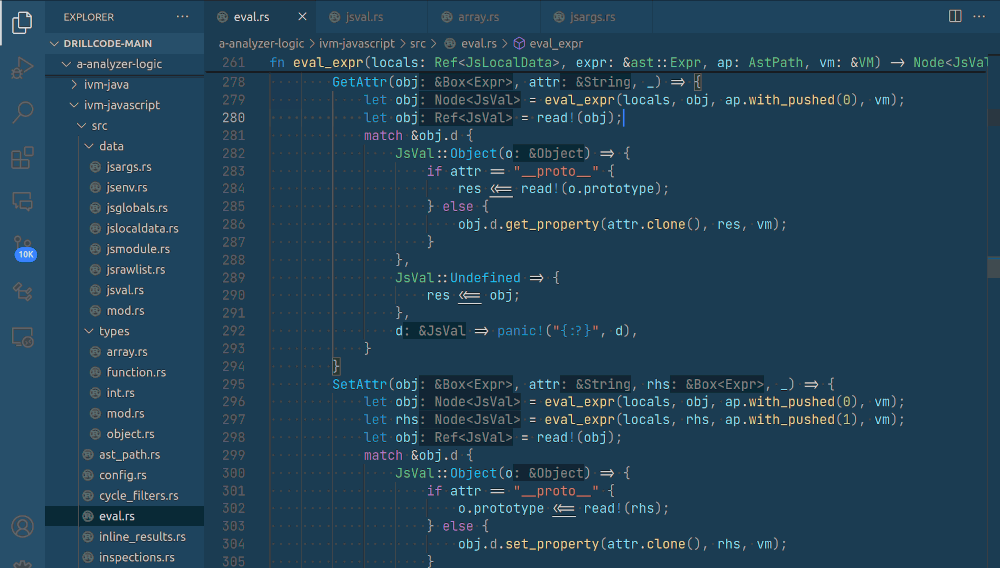 EXPLORER
···
eval.rs
jsval.rs
array.rs
jsargs.rs
···
DRILLCODE-MAIN
a-analyzer-logic > ivm-javascript > src > eval.rs > eval_expr
a-analyzer-logic
ivm-java
ivm-javascript
src
data
jsargs.rs
jsenv.rs
jsglobals.rs
jslocaldata.rs
jsmodule.rs
jsrawlist.rs
jsval.rs
mod.rs
types
array.rs
function.rs
int.rs
mod.rs
object.rs
ast_path.rs
config.rs
cycle_filters.rs
eval.rs
inline_results.rs
inspections.rs
10K
261 fn eval_expr(locals: Ref<JsLocalData>, expr: &ast::Expr, ap: AstPath, vm: &VM) -> Node<JsVal
278 GetAttr(obj: &Box<Expr>, attr: &String, _) => {
279 let obj: Node<JsVal> = eval_expr(locals, obj, ap.with_pushed(0), vm);
280 let obj: Ref<JsVal> = read!(obj);
281 match &obj.d {
282 JsVal::Object(o: &Object) => {
283 if attr == "__proto__" {
284 res <<= read!(o.prototype);
285 } else {
286 obj.d.get_property(attr.clone(), res, vm);
287 }
288 },
289 JsVal::Undefined => {
290 res <<= obj;
291 },
292 d: &JsVal => panic!("{:?}", d),
293 }
294 }
295 SetAttr(obj: &Box<Expr>, attr: &String, rhs: &Box<Expr>, _) => {
296 let obj: Node<JsVal> = eval_expr(locals, obj, ap.with_pushed(0), vm);
297 let rhs: Node<JsVal> = eval_expr(locals, rhs, ap.with_pushed(1), vm);
298 let obj: Ref<JsVal> = read!(obj);
299 match &obj.d {
300 JsVal::Object(o: &Object) => {
301 if attr == "__proto__" {
302 o.prototype <<= read!(rhs);
303 } else {
304 obj.d.set_property(attr.clone(), rhs, vm);
305 }